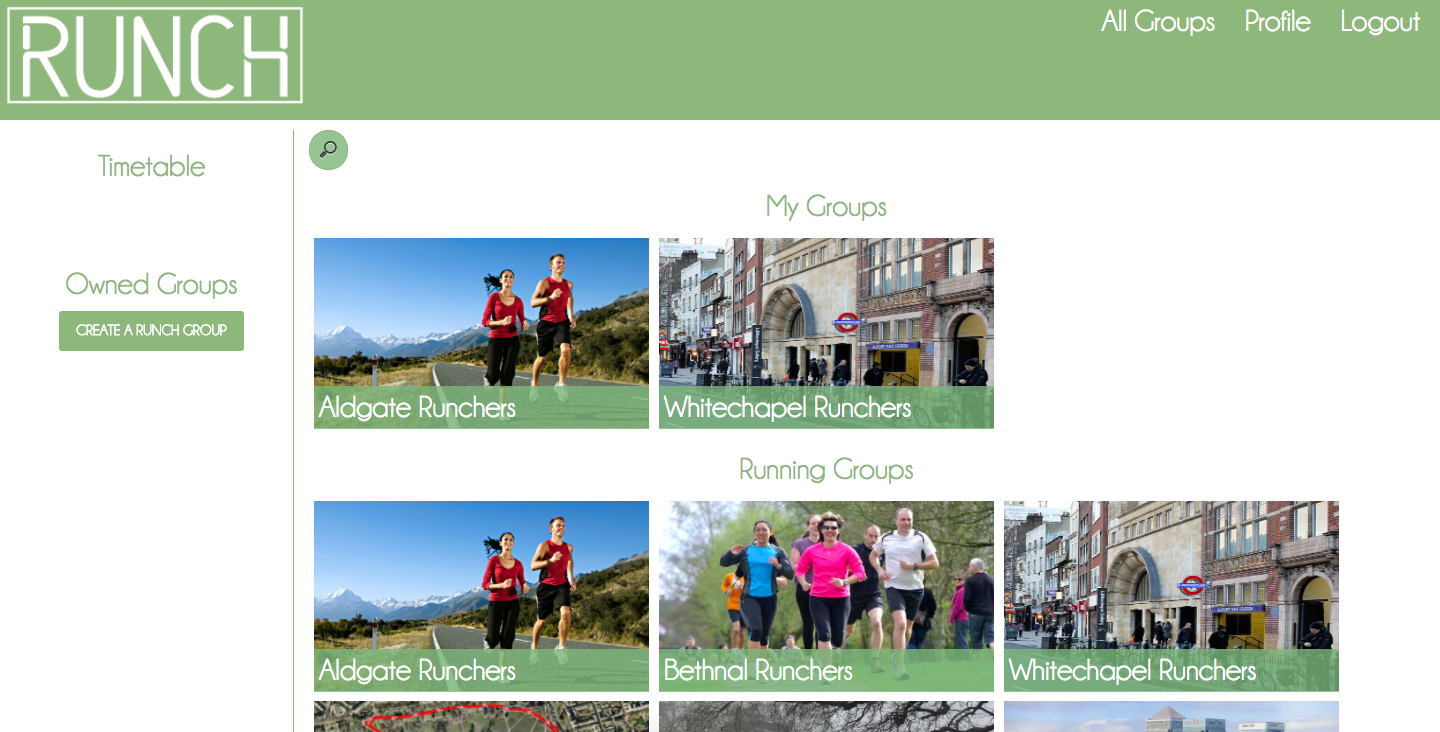 RUNCH
All Groups Profile Logout
Timetable
Owned Groups
CREATE A RUNCH GROUP
My Groups
Aldgate Runchers
Whitechapel Runchers
Running Groups
Aldgate Runchers
Bethnal Runchers
Whitechapel Runchers